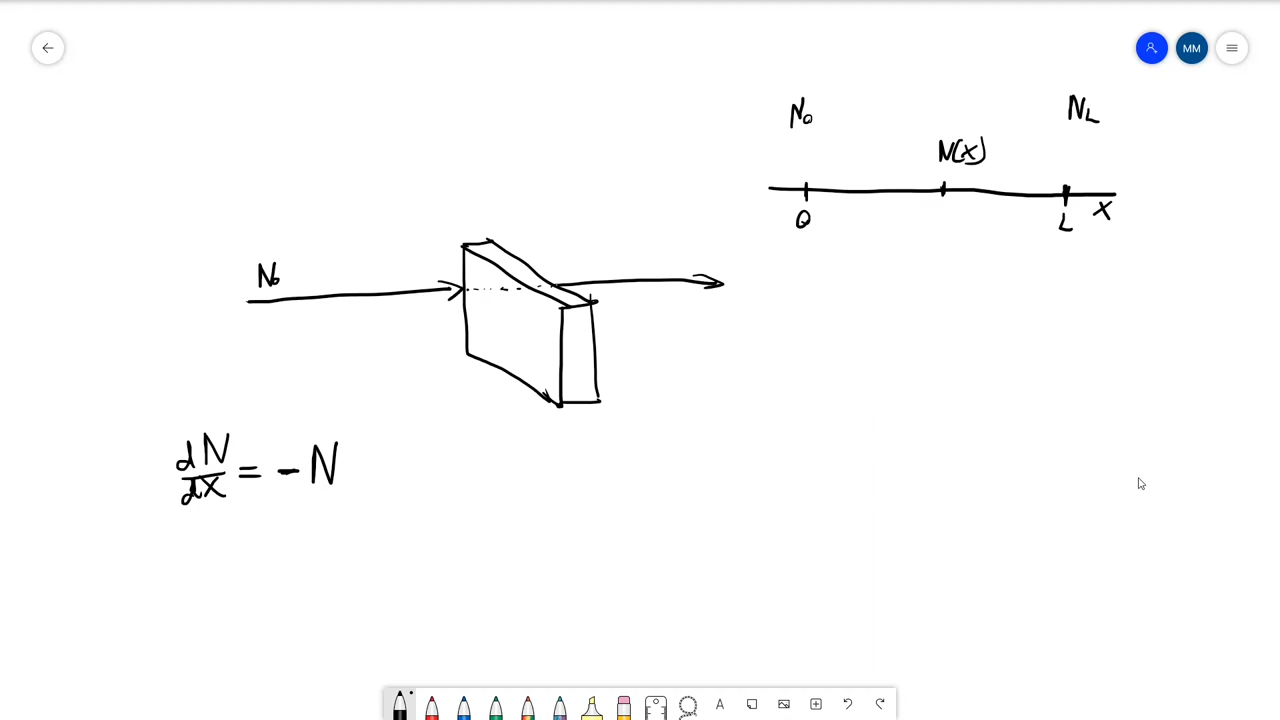 MM
N₀ N_L
N(x)
0 L x
N₀
dN/dx = - N
A